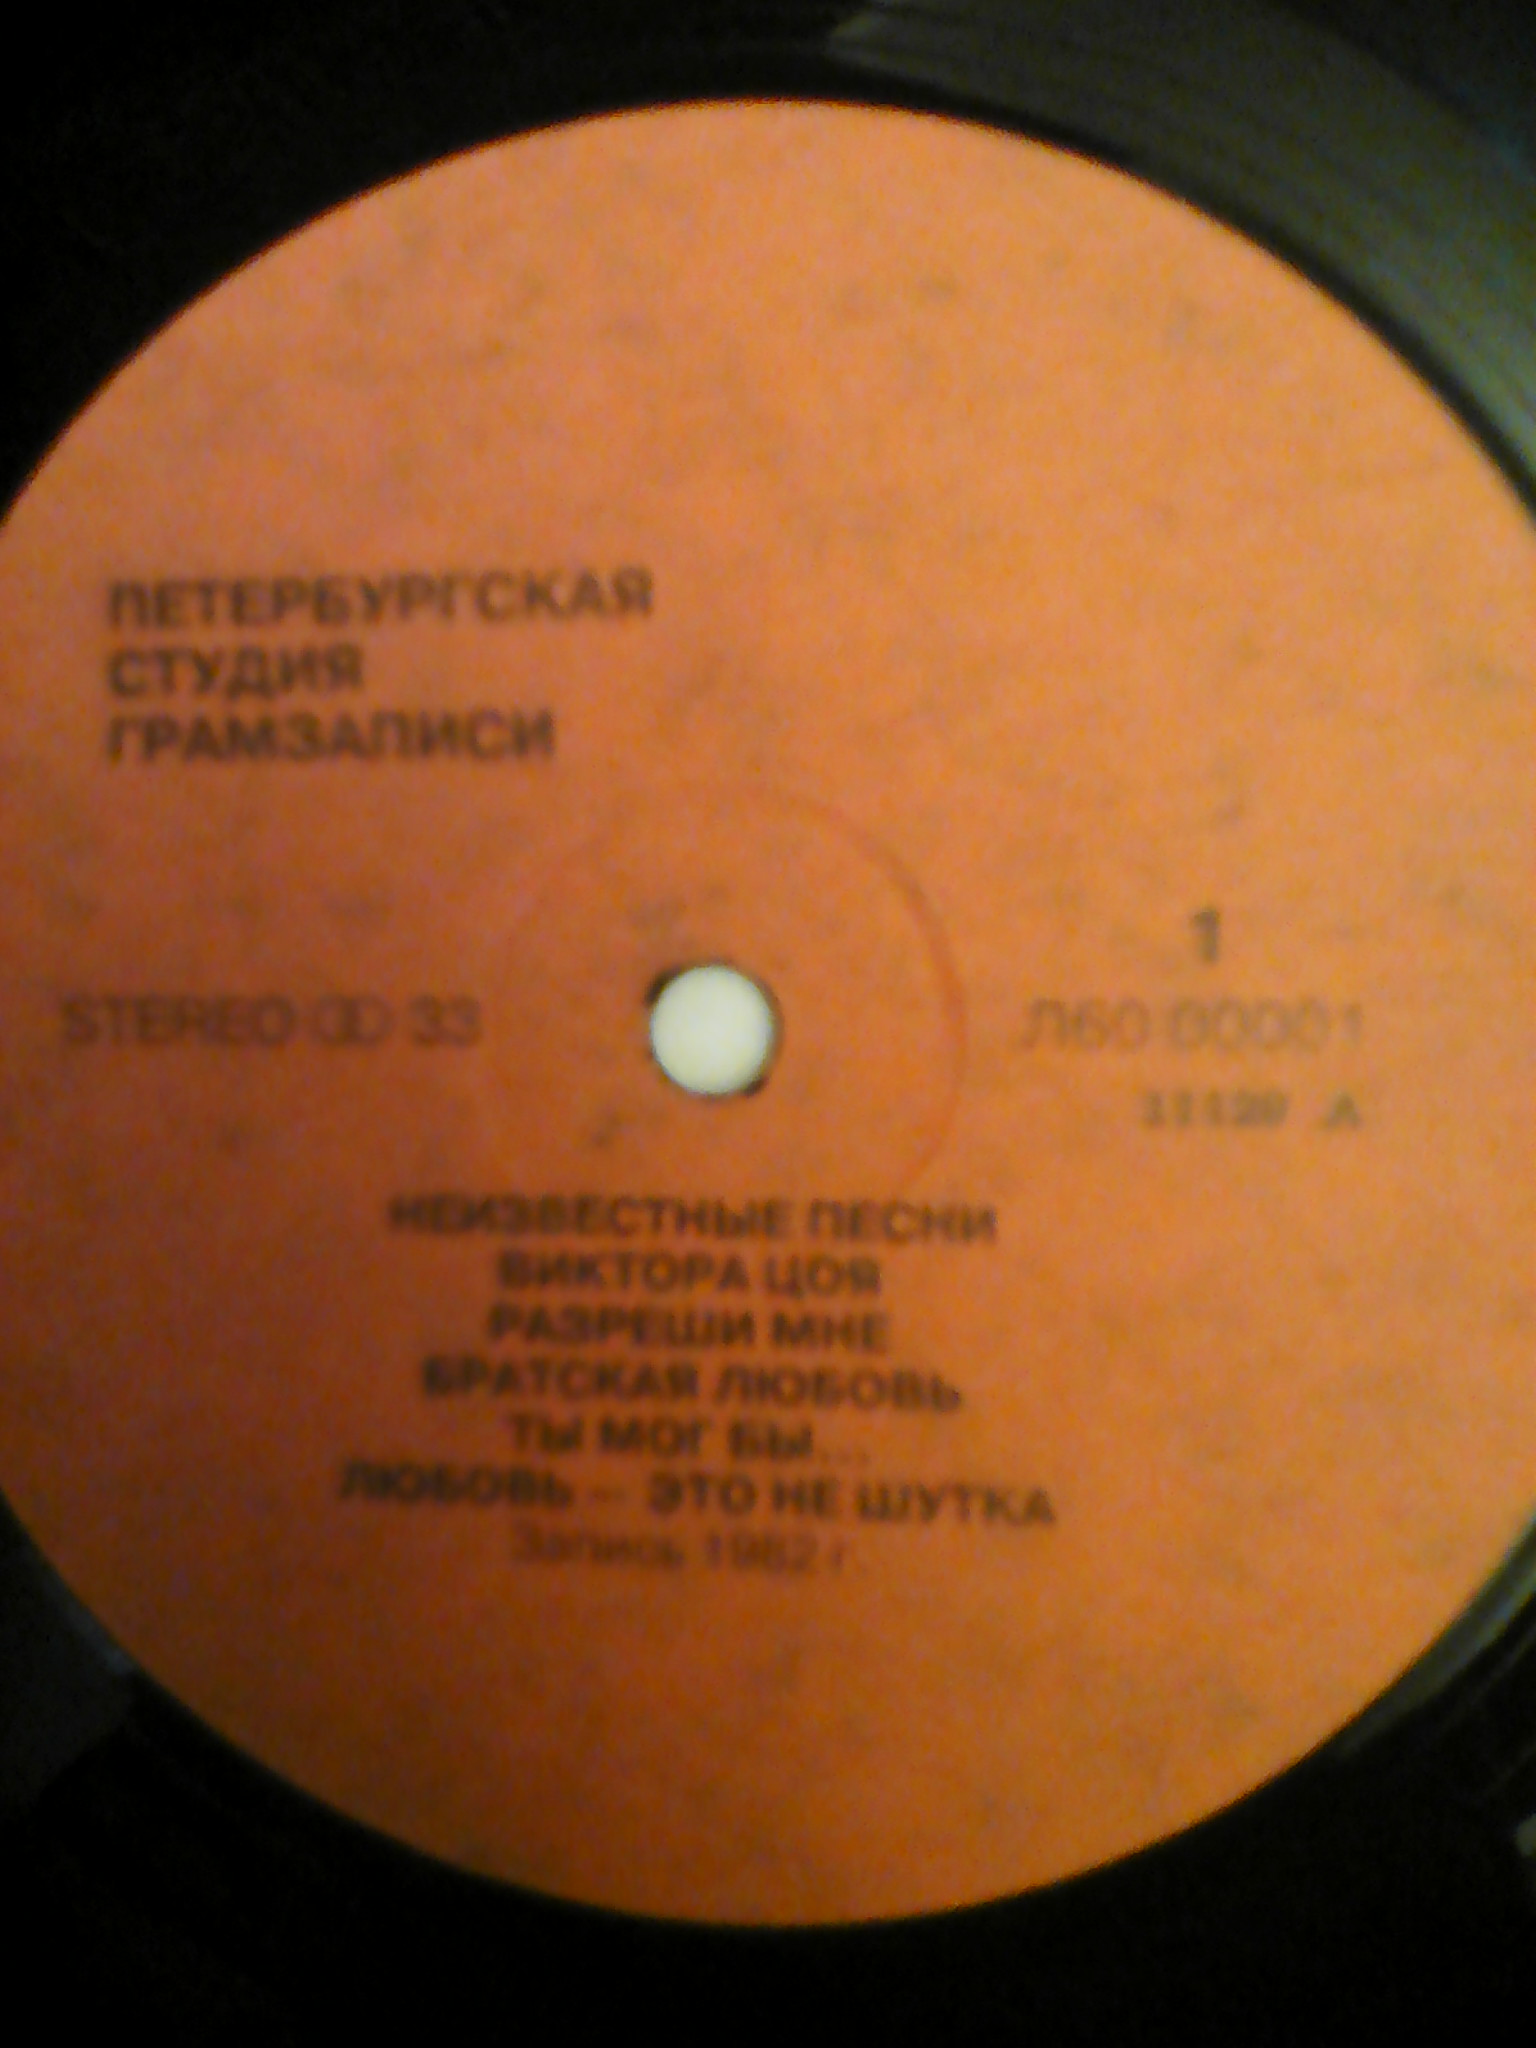 ПЕТЕРБУРГСКАЯ
СТУДИЯ
ГРАМЗАПИСИ
1
STEREO 33
Л60 00001
А
НЕИЗВЕСТНЫЕ ПЕСНИ
ВИКТОРА ЦОЯ
РАЗРЕШИ МНЕ
БРАТСКАЯ ЛЮБОВЬ
ТЫ МОГ БЫ...
ЛЮБОВЬ – ЭТО НЕ ШУТКА
Запись 1982 г.